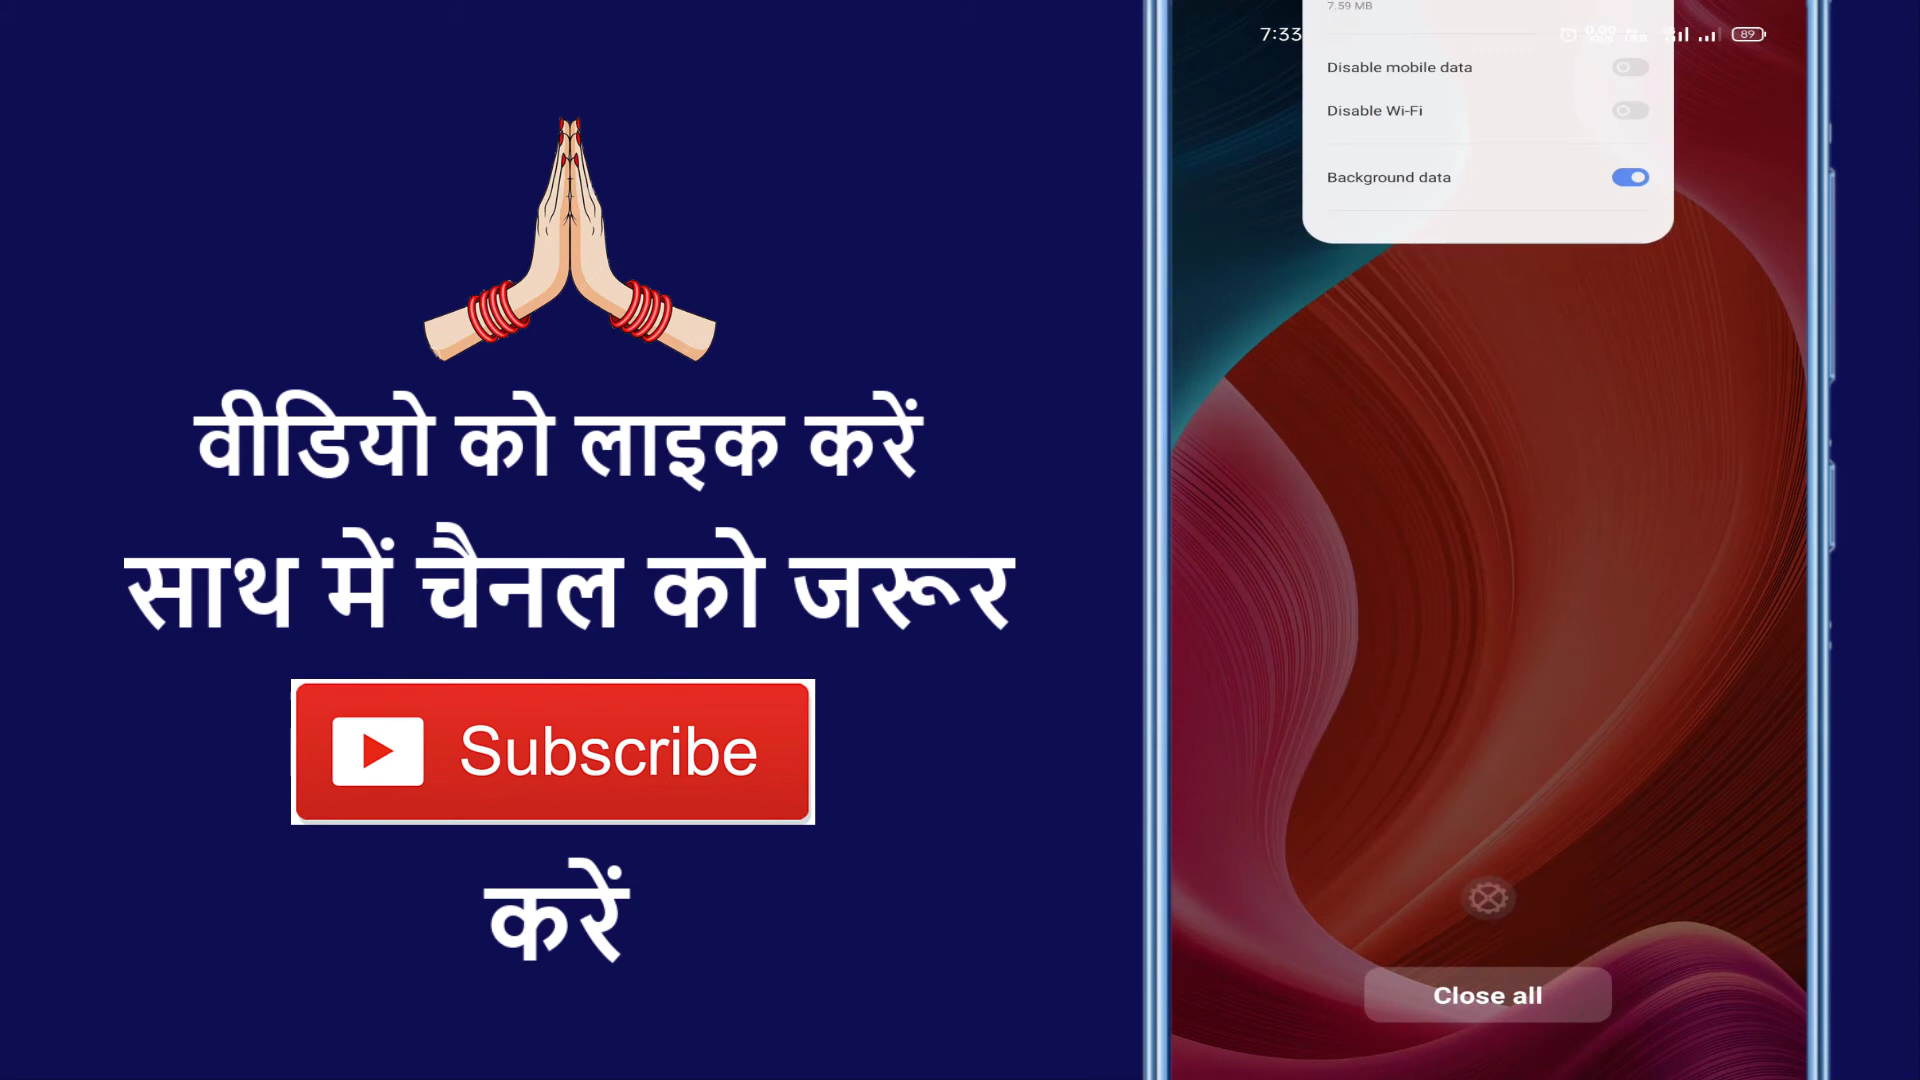 वीडियो को लाइक करें
साथ में चैनल को जरूर
Subscribe
करें
7.59 MB
7:33
89
Disable mobile data
Disable Wi-Fi
Background data
Close all